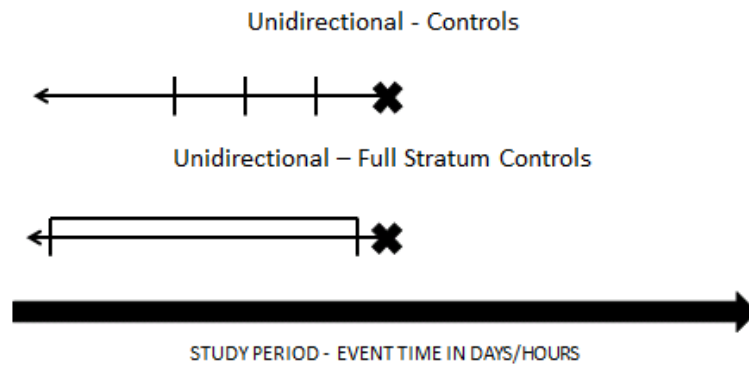 Unidirectional - Controls
Unidirectional – Full Stratum Controls
STUDY PERIOD - EVENT TIME IN DAYS/HOURS